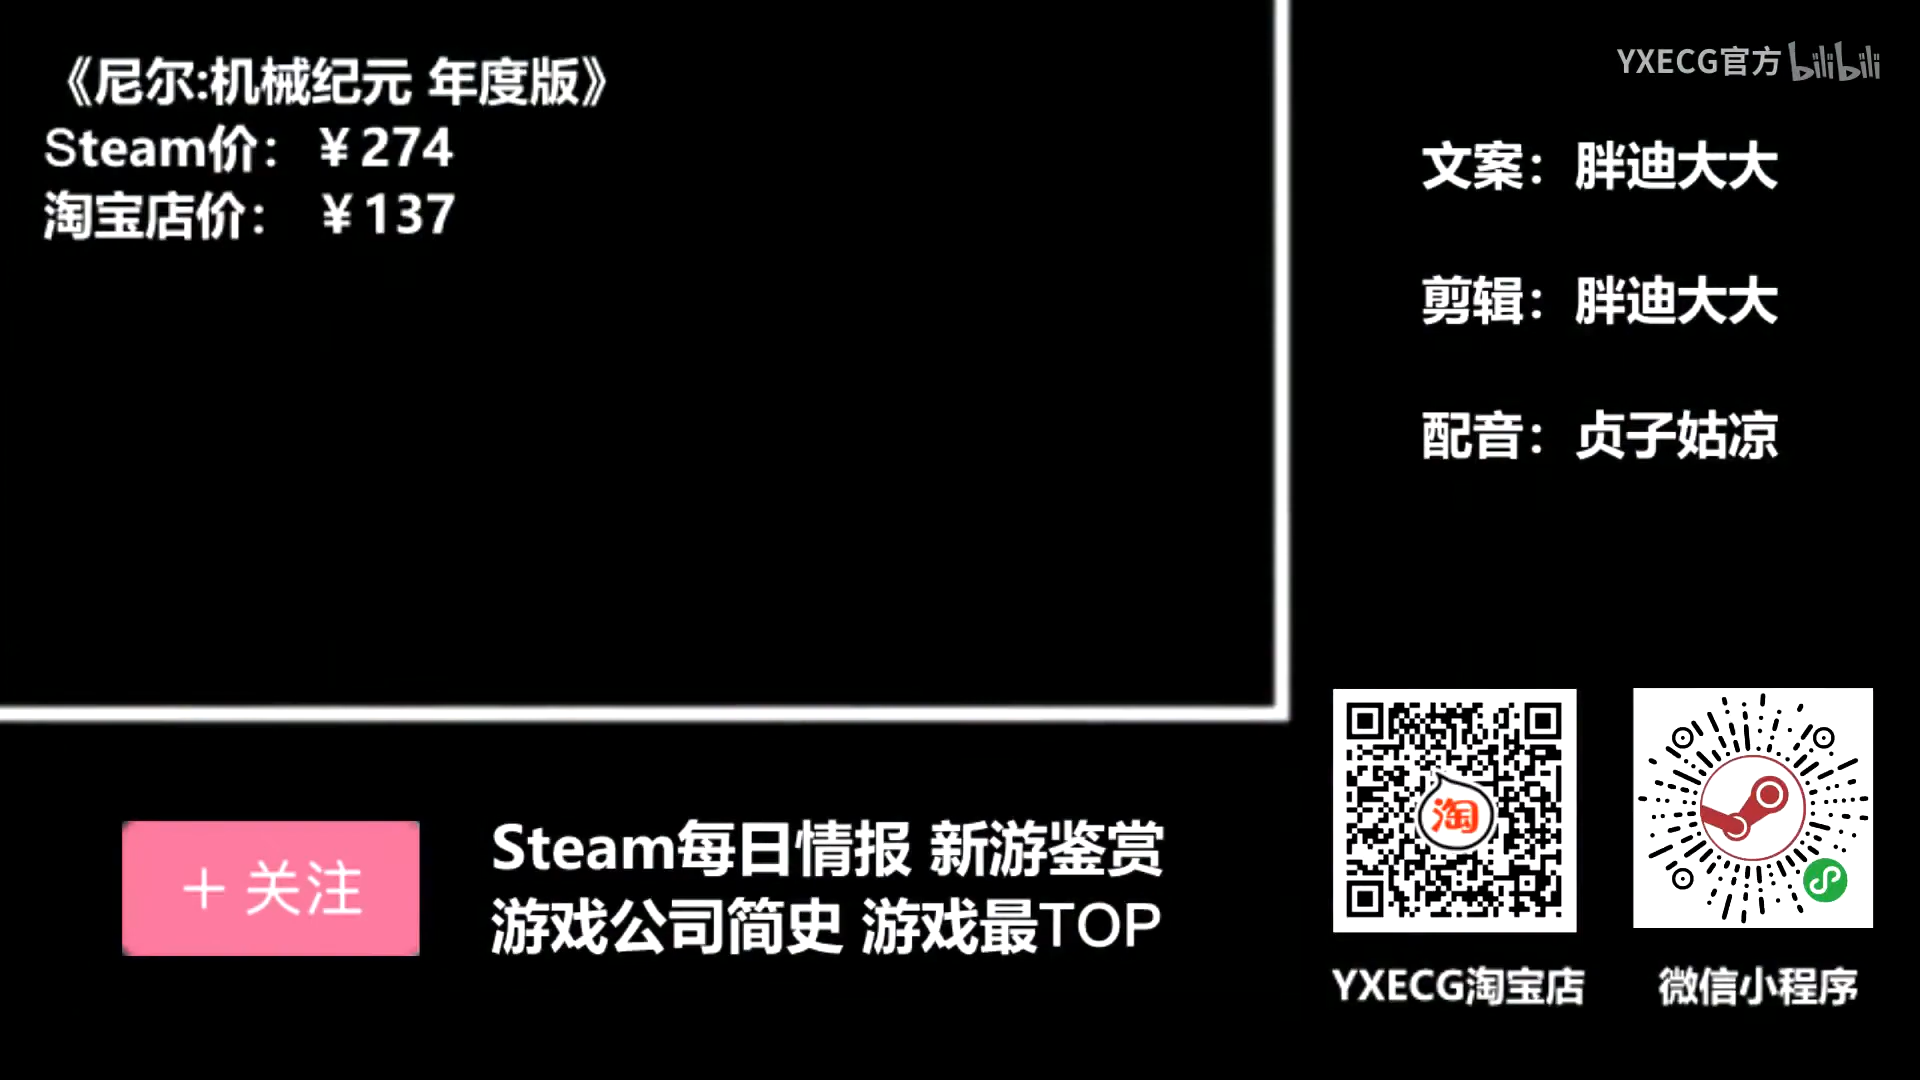 《尼尔:机械纪元 年度版》
Steam价： ￥274
淘宝店价： ￥137
YXECG官方 bilibili
文案：胖迪大大
剪辑：胖迪大大
配音：贞子姑凉
＋ 关注
Steam每日情报 新游鉴赏
游戏公司简史 游戏最TOP
淘
YXECG淘宝店
微信小程序